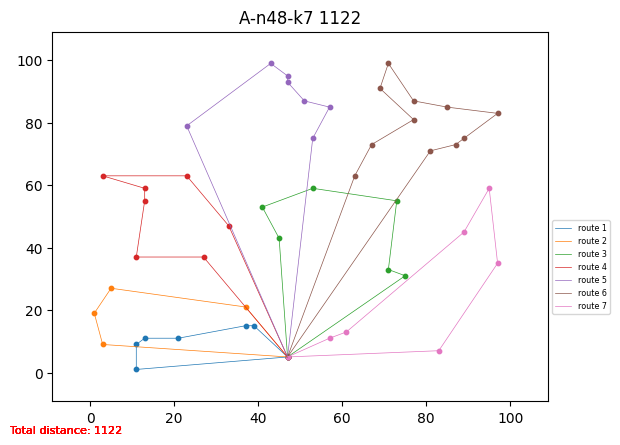 A-n48-k7 1122
100
80
60
40
20
0
0 20 40 60 80 100
route 1
route 2
route 3
route 4
route 5
route 6
route 7
Total distance: 1122